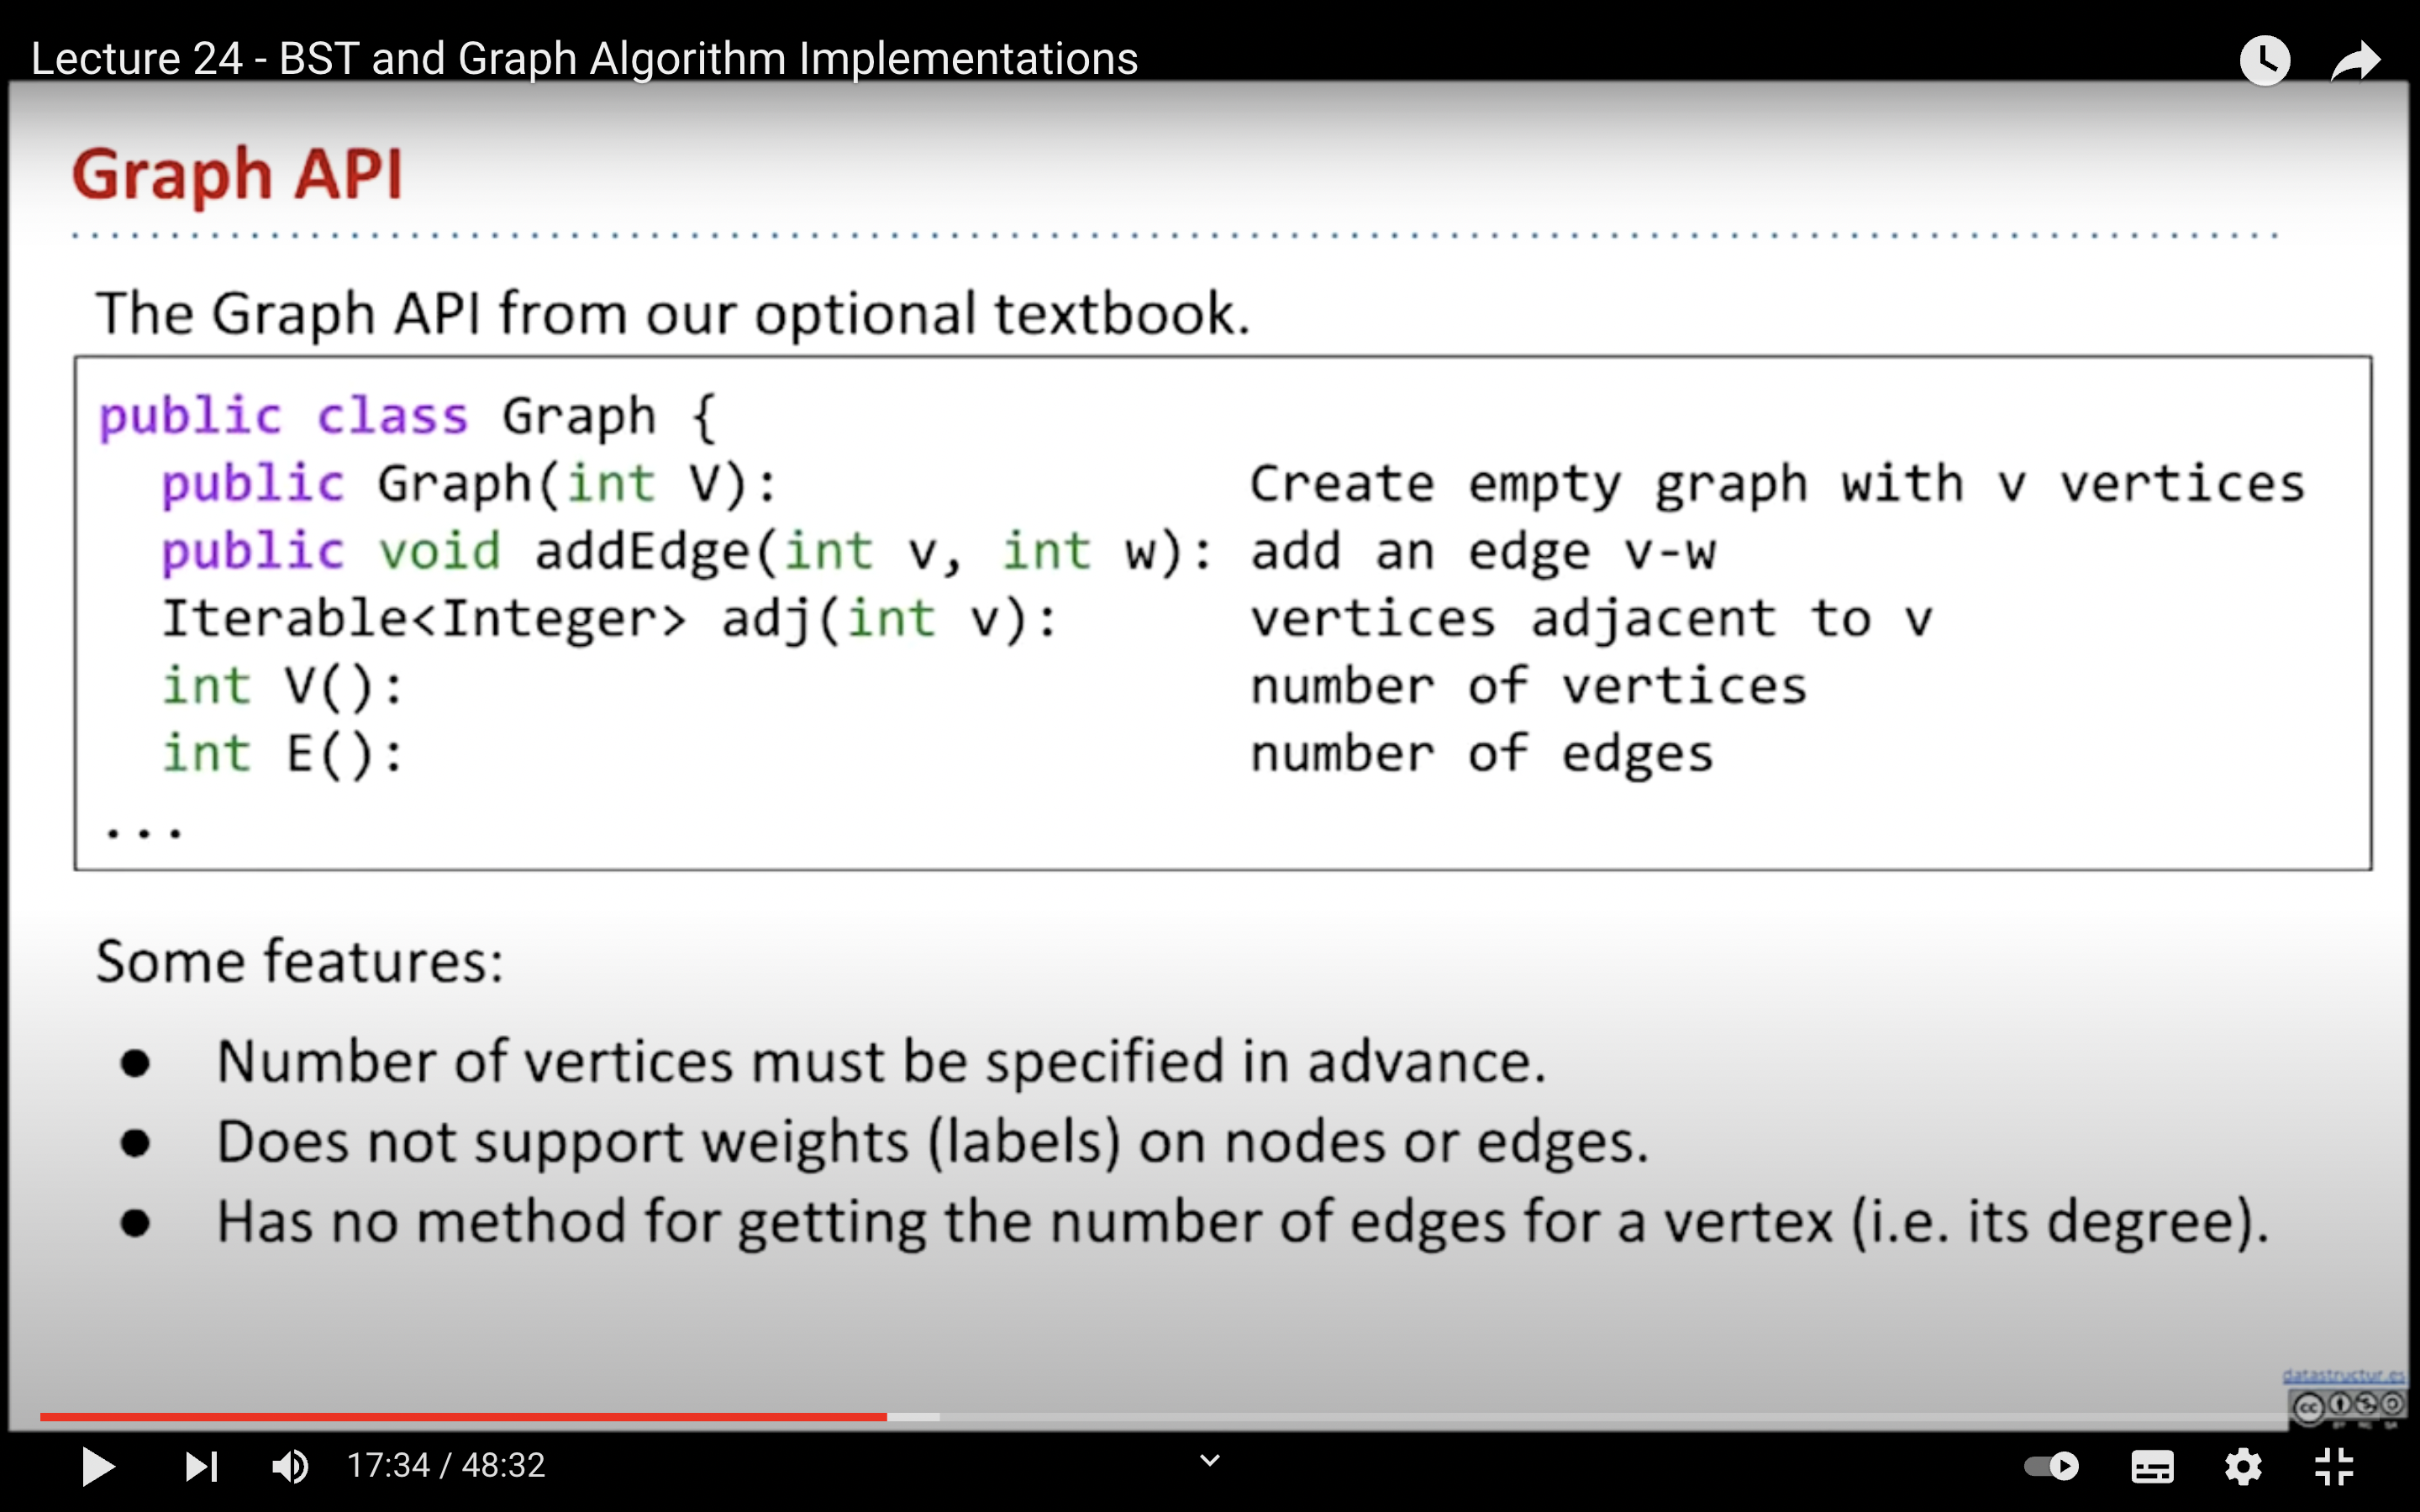 Lecture 24 - BST and Graph Algorithm Implementations
Graph API
The Graph API from our optional textbook.
public class Graph {
public Graph(int V): Create empty graph with v vertices
public void addEdge(int v, int w): add an edge v-w
Iterable<Integer> adj(int v): vertices adjacent to v
int V(): number of vertices
int E(): number of edges
...
Some features:
● Number of vertices must be specified in advance.
● Does not support weights (labels) on nodes or edges.
● Has no method for getting the number of edges for a vertex (i.e. its degree).
datastructur.es
cc
BY NC SA
17:34 / 48:32